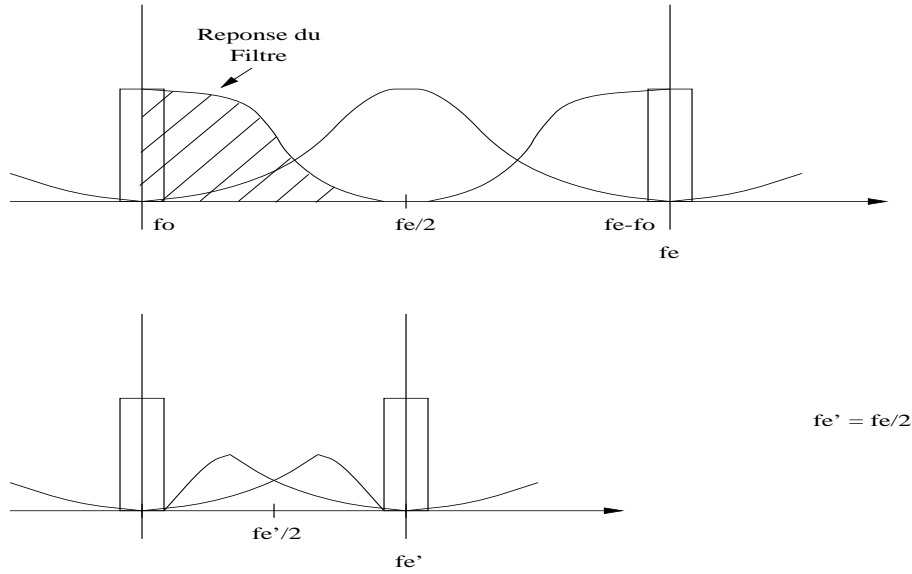 Reponse du
Filtre
fo
fe/2
fe-fo
fe
fe' = fe/2
fe'/2
fe'